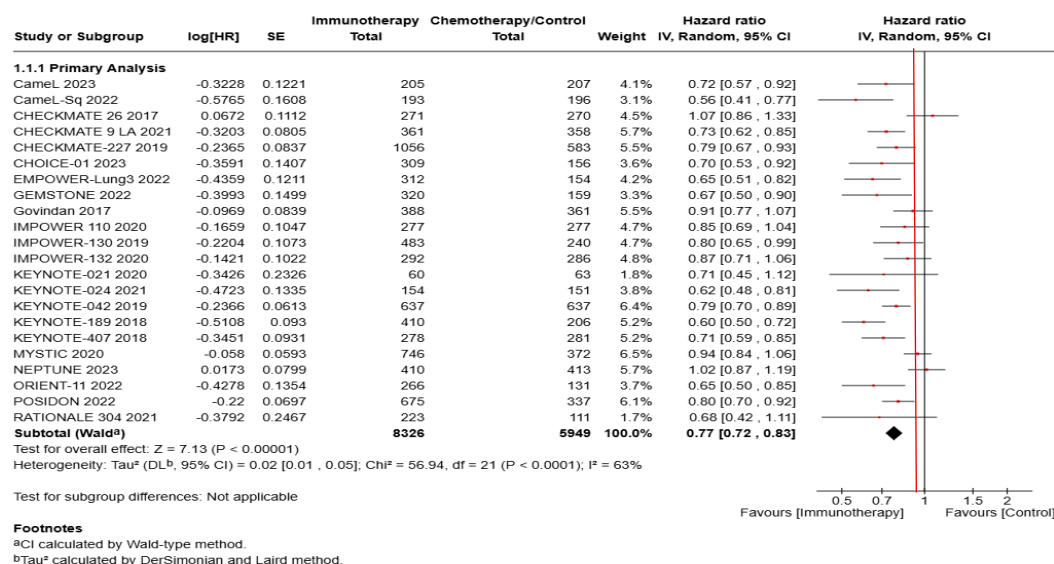 Immunotherapy Chemotherapy/Control Hazard ratio Hazard ratio
Study or Subgroup log[HR] SE Total Total Weight IV, Random, 95% CI IV, Random, 95% CI
1.1.1 Primary Analysis
CameL 2023 -0.3228 0.1221 205 207 4.1% 0.72 [0.57 , 0.92]
CameL-Sq 2022 -0.5765 0.1608 193 196 3.1% 0.56 [0.41 , 0.77]
CHECKMATE 26 2017 0.0672 0.1112 271 270 4.5% 1.07 [0.86 , 1.33]
CHECKMATE 9 LA 2021 -0.3203 0.0805 361 358 5.6% 0.73 [0.62 , 0.85]
CHECKMATE-227 2019 -0.2365 0.0837 1056 583 5.5% 0.79 [0.67 , 0.93]
CHOICE-01 2023 -0.3591 0.1407 309 156 3.6% 0.70 [0.53 , 0.92]
EMPOWER-Lung3 2022 -0.4359 0.1211 312 154 4.2% 0.65 [0.51 , 0.82]
GEMSTONE 2022 -0.3993 0.1499 320 159 3.4% 0.67 [0.50 , 0.90]
Govindan 2017 -0.0969 0.0839 388 361 5.5% 0.91 [0.77 , 1.07]
IMPOWER 110 2020 -0.1659 0.1047 277 277 4.7% 0.85 [0.69 , 1.04]
IMPOWER-130 2019 -0.2204 0.1073 483 240 4.7% 0.80 [0.65 , 0.99]
IMPOWER-132 2020 -0.1421 0.1022 292 286 4.8% 0.87 [0.71 , 1.06]
KEYNOTE-021 2020 -0.3426 0.2326 60 63 1.8% 0.71 [0.45 , 1.12]
KEYNOTE-024 2021 -0.4723 0.1335 154 151 3.8% 0.62 [0.48 , 0.81]
KEYNOTE-042 2019 -0.2366 0.0613 637 637 6.4% 0.79 [0.70 , 0.89]
KEYNOTE-189 2018 -0.5108 0.093 410 206 5.2% 0.60 [0.50 , 0.72]
KEYNOTE-407 2018 -0.3451 0.0931 278 281 5.2% 0.71 [0.59 , 0.85]
MYSTIC 2020 -0.058 0.0593 746 372 6.4% 0.94 [0.84 , 1.06]
NEPTUNE 2023 0.0173 0.0799 410 413 5.7% 1.02 [0.87 , 1.19]
ORIENT-11 2022 -0.4278 0.1354 266 131 3.7% 0.65 [0.50 , 0.85]
POSIDON 2022 -0.22 0.0697 675 337 6.1% 0.80 [0.70 , 0.92]
RATIONALE 304 2021 -0.3792 0.2467 223 111 1.7% 0.68 [0.42 , 1.11]
Subtotal (Waldᵃ) 8326 5949 100.0% 0.77 [0.72 , 0.83]
Test for overall effect: Z = 7.13 (P < 0.00001)
Heterogeneity: Tau² (DLᵇ, 95% CI) = 0.02 [0.01 , 0.05]; Chi² = 56.94, df = 21 (P < 0.0001); I² = 63%
Test for subgroup differences: Not applicable
0.5 0.7 1 1.5 2
Favours [Immunotherapy] Favours [Control]
Footnotes
ᵃCI calculated by Wald-type method.
ᵇTau² calculated by DerSimonian and Laird method.